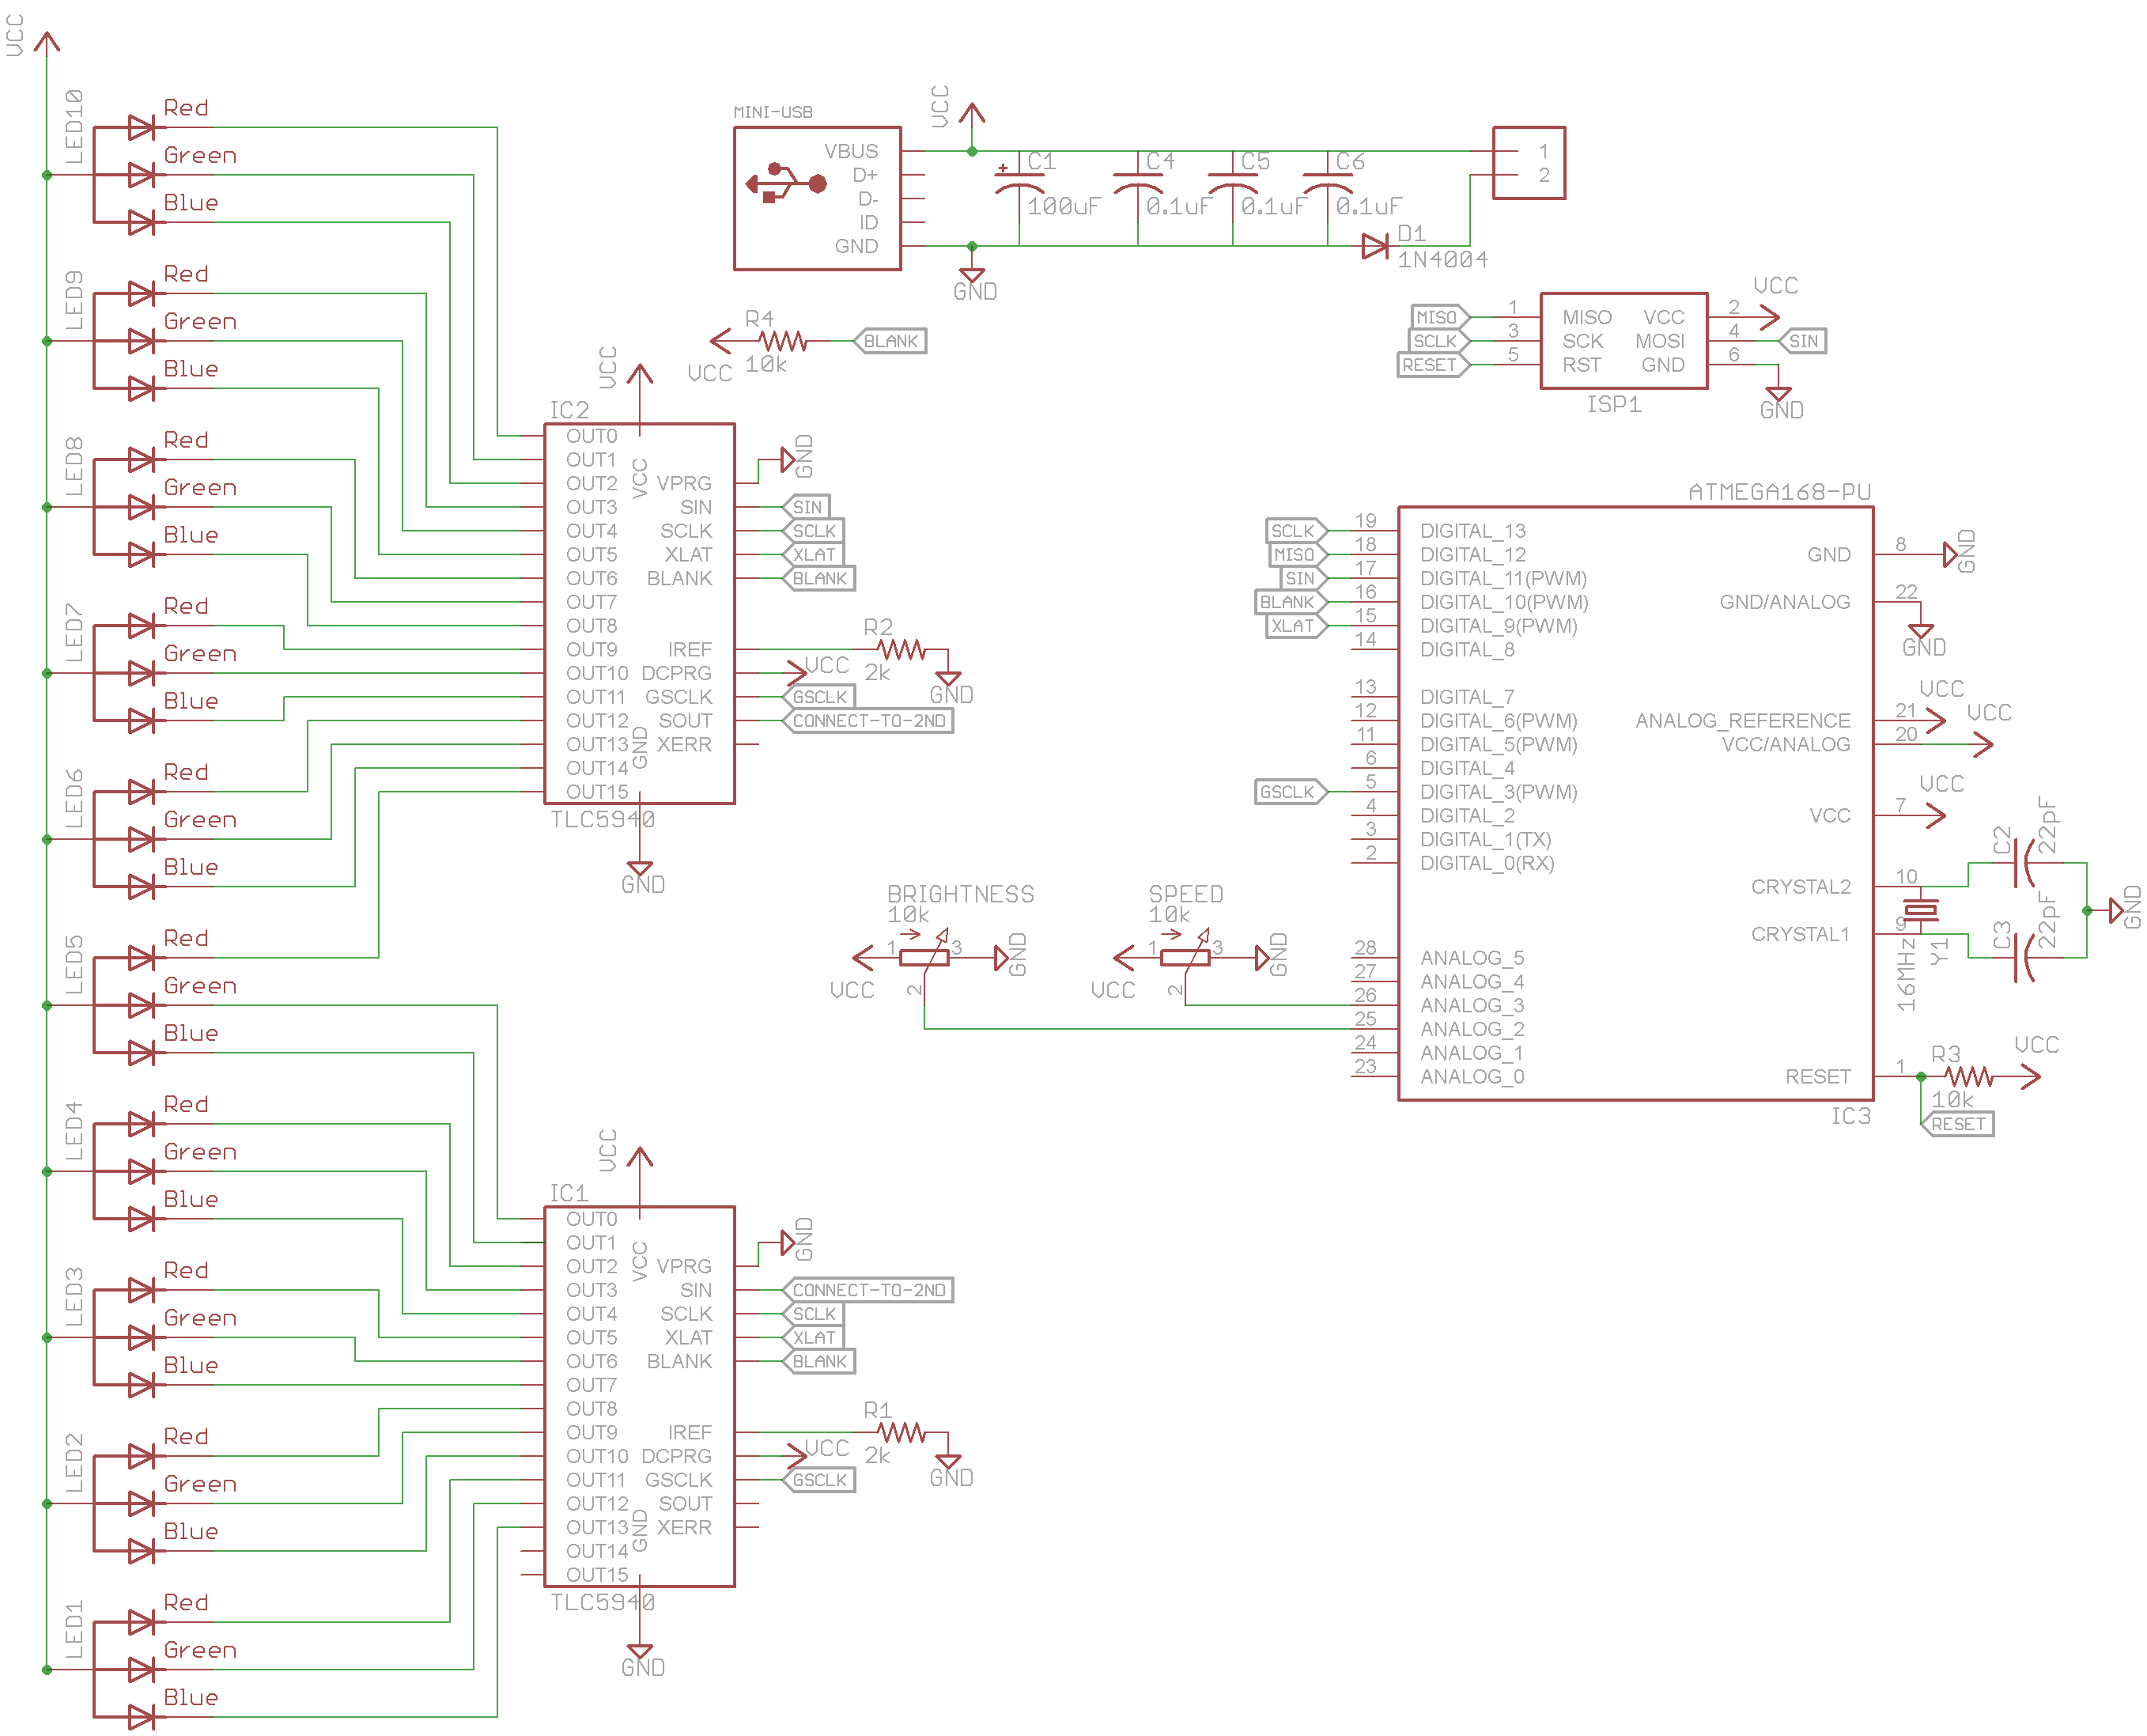 VCC
LED10
Red
Green
Blue
LED9
Red
Green
Blue
LED8
Red
Green
Blue
LED7
Red
Green
Blue
LED6
Red
Green
Blue
LED5
Red
Green
Blue
LED4
Red
Green
Blue
LED3
Red
Green
Blue
LED2
Red
Green
Blue
LED1
Red
Green
Blue
MINI-USB
VBUS
D+
D-
ID
GND
VCC
GND
+
C1
100uF
C4
0.1uF
C5
0.1uF
C6
0.1uF
D1
1N4004
1
2
R4
10k
VCC
BLANK
VCC
IC2
OUT0
OUT1
OUT2
OUT3
OUT4
OUT5
OUT6
OUT7
OUT8
OUT9
OUT10
OUT11
OUT12
OUT13
OUT14
OUT15
VCC
GND
VPRG
SIN
SCLK
XLAT
BLANK
IREF
DCPRG
GSCLK
SOUT
XERR
TLC5940
GND
GND
SIN
SCLK
XLAT
BLANK
R2
2k
GND
VCC
GSCLK
CONNECT-TO-2ND
MISO
SCLK
RESET
1
3
5
MISO
SCK
RST
VCC
MOSI
GND
2
4
6
VCC
SIN
GND
ISP1
ATMEGA168-PU
SCLK 19 DIGITAL_13
MISO 18 DIGITAL_12
SIN 17 DIGITAL_11(PWM)
BLANK 16 DIGITAL_10(PWM)
XLAT 15 DIGITAL_9(PWM)
14 DIGITAL_8
13 DIGITAL_7
12 DIGITAL_6(PWM)
11 DIGITAL_5(PWM)
6 DIGITAL_4
GSCLK 5 DIGITAL_3(PWM)
4 DIGITAL_2
3 DIGITAL_1(TX)
2 DIGITAL_0(RX)
28 ANALOG_5
27 ANALOG_4
26 ANALOG_3
25 ANALOG_2
24 ANALOG_1
23 ANALOG_0
GND 8 GND
GND/ANALOG 22
GND
VCC
ANALOG_REFERENCE 21 VCC
VCC/ANALOG 20
VCC
VCC 7
CRYSTAL2 10
CRYSTAL1 9
16MHz
Y1
C2
22pF
C3
22pF
GND
RESET 1
R3
10k
VCC
RESET
IC3
BRIGHTNESS
10k
1
3
2
VCC
GND
SPEED
10k
1
3
2
VCC
GND
VCC
IC1
OUT0
OUT1
OUT2
OUT3
OUT4
OUT5
OUT6
OUT7
OUT8
OUT9
OUT10
OUT11
OUT12
OUT13
OUT14
OUT15
VCC
GND
VPRG
SIN
SCLK
XLAT
BLANK
IREF
DCPRG
GSCLK
SOUT
XERR
TLC5940
GND
GND
CONNECT-TO-2ND
SCLK
XLAT
BLANK
R1
2k
GND
VCC
GSCLK